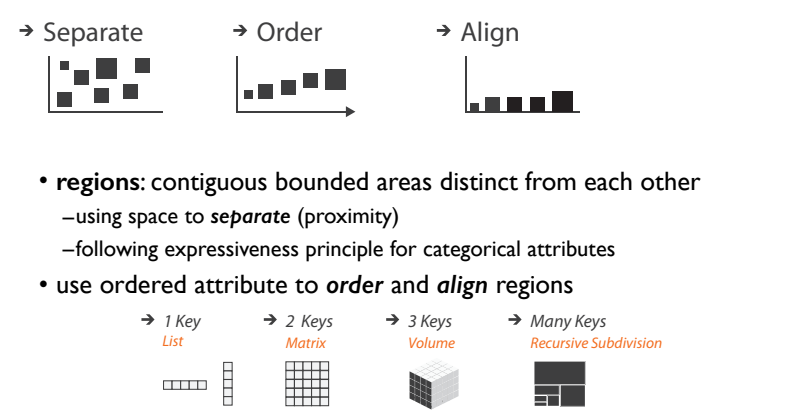 ➔ Separate ➔ Order ➔ Align
• regions: contiguous bounded areas distinct from each other
–using space to separate (proximity)
–following expressiveness principle for categorical attributes
• use ordered attribute to order and align regions
➔ 1 Key ➔ 2 Keys ➔ 3 Keys ➔ Many Keys
List Matrix Volume Recursive Subdivision